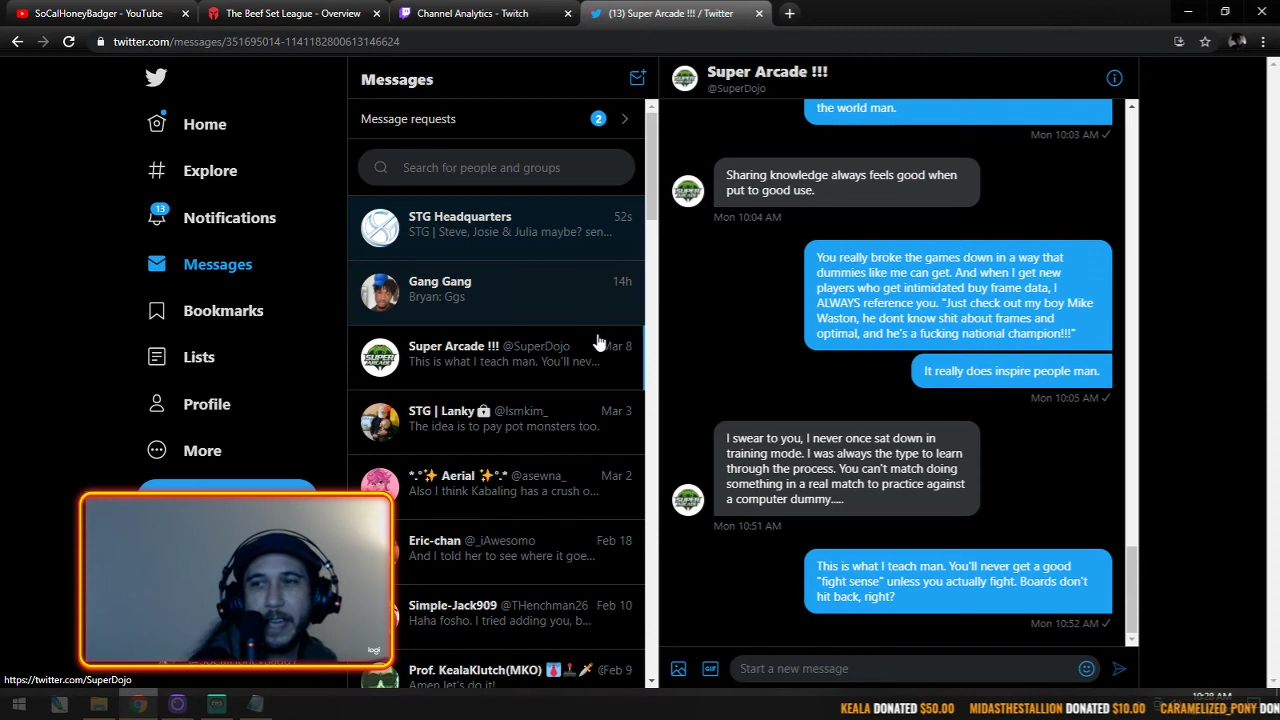 SoCalHoneyBadger - YouTube
The Beef Set League - Overview
Channel Analytics - Twitch
(13) Super Arcade !!! / Twitter
twitter.com/messages/351695014-1141182800613146624
Home
Explore
13
Notifications
Messages
Bookmarks
Lists
Profile
More
Messages
Message requests
2
Search for people and groups
STG Headquarters
52s
STG | Steve, Josie & Julia maybe? sen...
Gang Gang
14h
Bryan: Ggs
Super Arcade !!! @SuperDojo
Mar 8
This is what I teach man. You'll nev...
STG | Lanky @lsmkim_
Mar 3
The idea is to pay pot monsters too.
*.°✨ Aerial ✨°.* @asewna_
Mar 2
Also I think Kabaling has a crush o...
Eric-chan @_iAwesomo
Feb 18
And I told her to see where it goe...
Simple-Jack909 @THenchman26
Feb 10
Haha fosho. I tried adding you, b...
Prof. KealaKlutch(MKO)
Feb 9
Amen let's do it!
Super Arcade !!!
@SuperDojo
the world man.
Mon 10:03 AM ✓
Sharing knowledge always feels good when
put to good use.
Mon 10:04 AM
You really broke the games down in a way that
dummies like me can get. And when I get new
players who get intimidated buy frame data, I
ALWAYS reference you. "Just check out my boy Mike
Waston, he dont know shit about frames and
optimal, and he's a fucking national champion!!!"
It really does inspire people man.
Mon 10:05 AM ✓
I swear to you, I never once sat down in
training mode. I was always the type to learn
through the process. You can't match doing
something in a real match to practice against
a computer dummy.....
Mon 10:51 AM
This is what I teach man. You'll never get a good
"fight sense" unless you actually fight. Boards don't
hit back, right?
Mon 10:52 AM ✓
GIF
Start a new message
logi
https://twitter.com/SuperDojo
10:28 AM
KEALA DONATED $50.00
MIDASTHESTALLION DONATED $10.00
CARAMELIZED_PONY DON